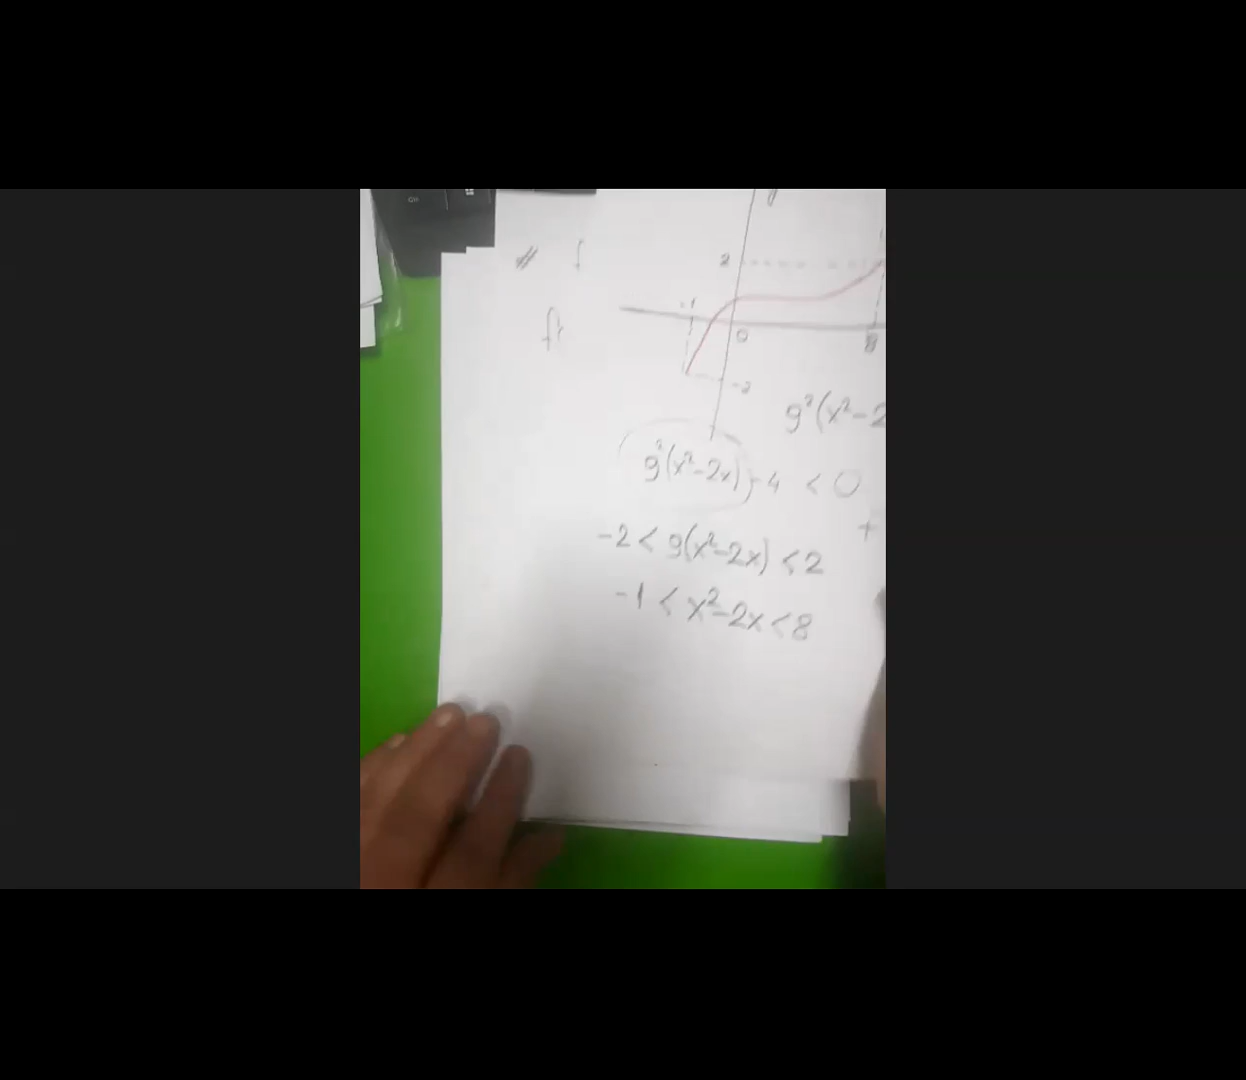 y
2
-1
0
8
-2
g²(x²-2
g²(x²-2x)-4 < 0
+
-2 < g(x²-2x) < 2
-1 < x²-2x < 8